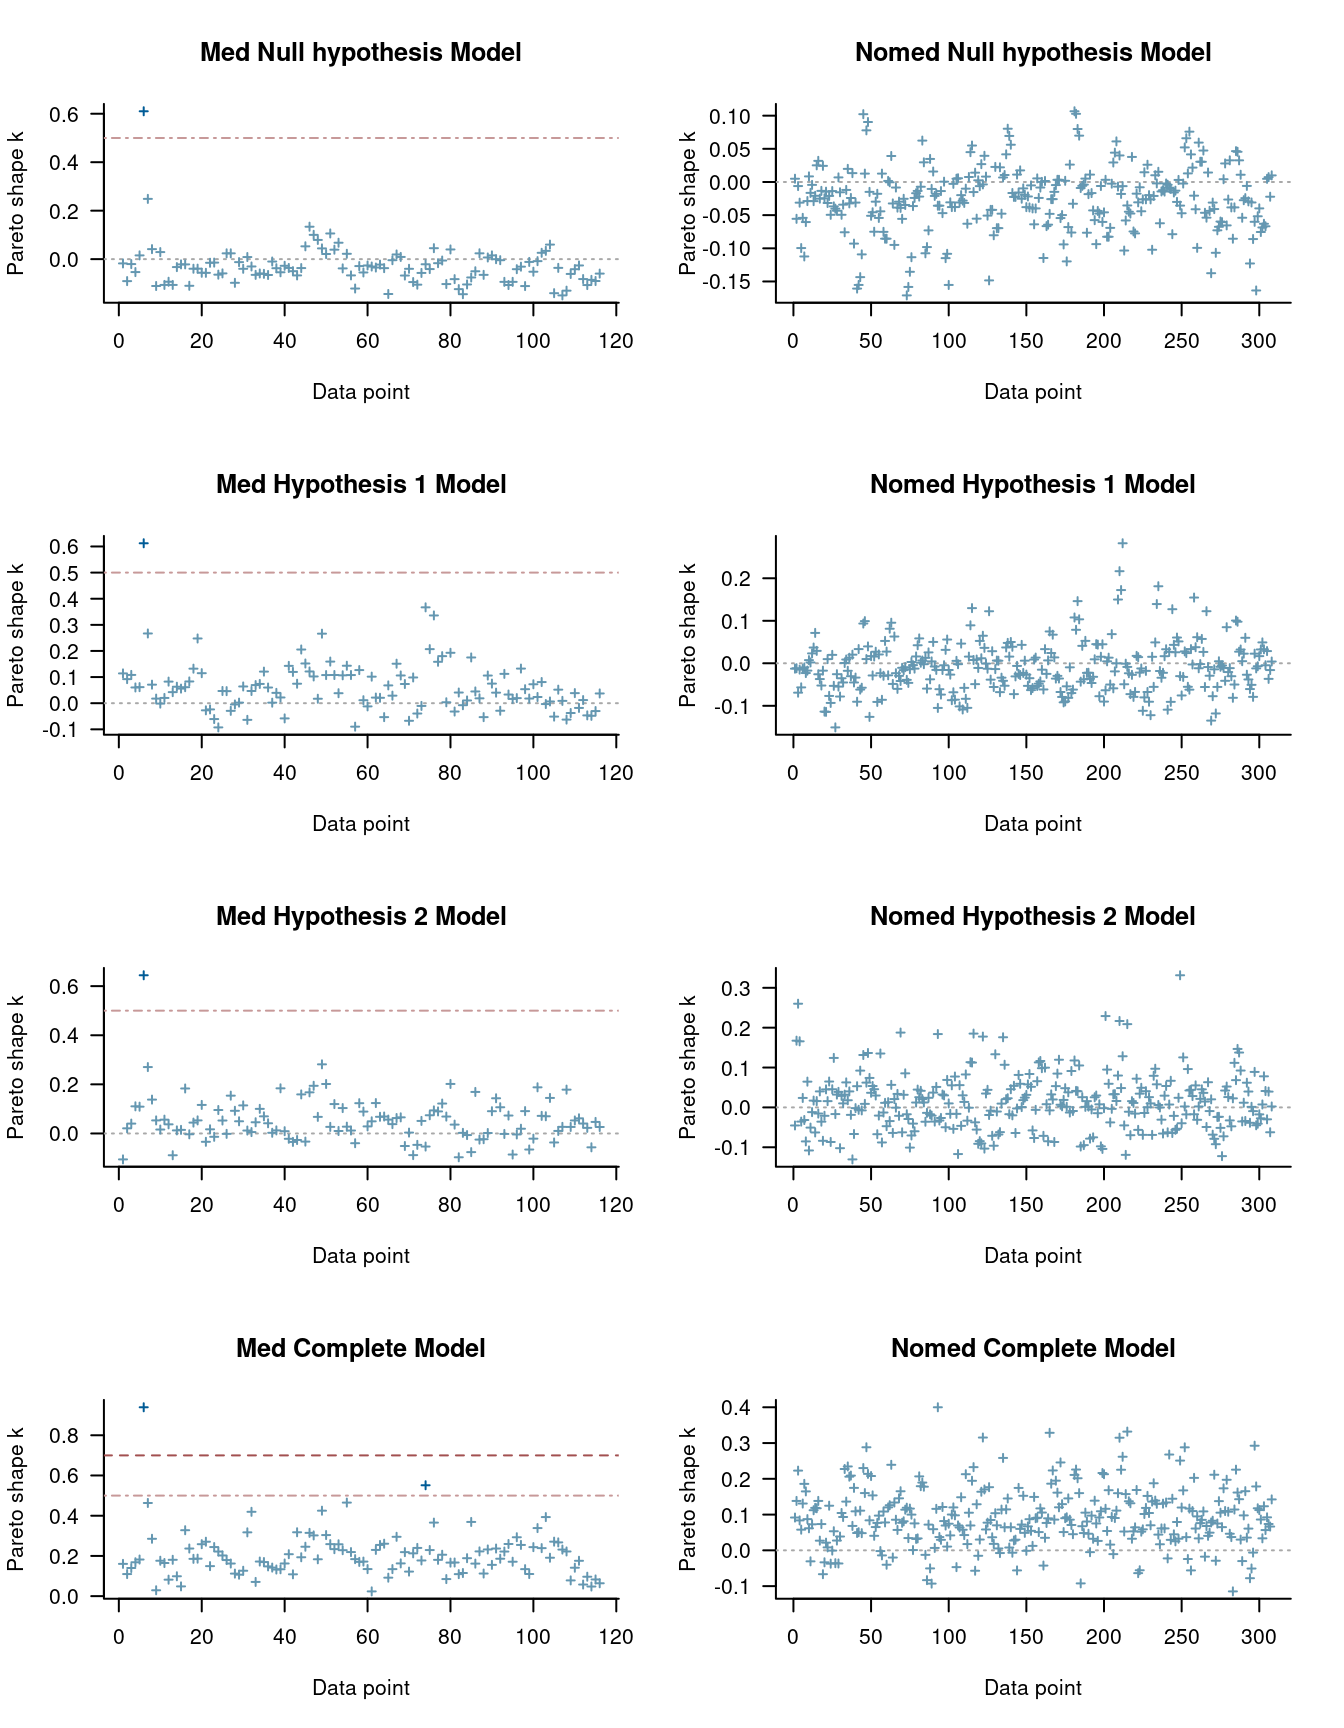 Med Null hypothesis Model
Pareto shape k
0.6
0.4
0.2
0.0
0 20 40 60 80 100 120
Data point
Nomed Null hypothesis Model
Pareto shape k
0.10
0.05
0.00
-0.05
-0.10
-0.15
0 50 100 150 200 250 300
Data point
Med Hypothesis 1 Model
Pareto shape k
0.6
0.5
0.4
0.3
0.2
0.1
0.0
-0.1
0 20 40 60 80 100 120
Data point
Nomed Hypothesis 1 Model
Pareto shape k
0.2
0.1
0.0
-0.1
0 50 100 150 200 250 300
Data point
Med Hypothesis 2 Model
Pareto shape k
0.6
0.4
0.2
0.0
0 20 40 60 80 100 120
Data point
Nomed Hypothesis 2 Model
Pareto shape k
0.3
0.2
0.1
0.0
-0.1
0 50 100 150 200 250 300
Data point
Med Complete Model
Pareto shape k
0.8
0.6
0.4
0.2
0.0
0 20 40 60 80 100 120
Data point
Nomed Complete Model
Pareto shape k
0.4
0.3
0.2
0.1
0.0
-0.1
0 50 100 150 200 250 300
Data point